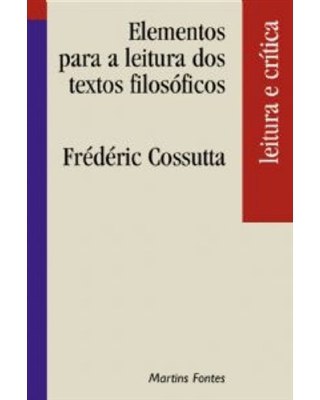 Elementos
para a leitura dos
textos filosóficos
Frédéric Cossutta
leitura e crítica
Martins Fontes